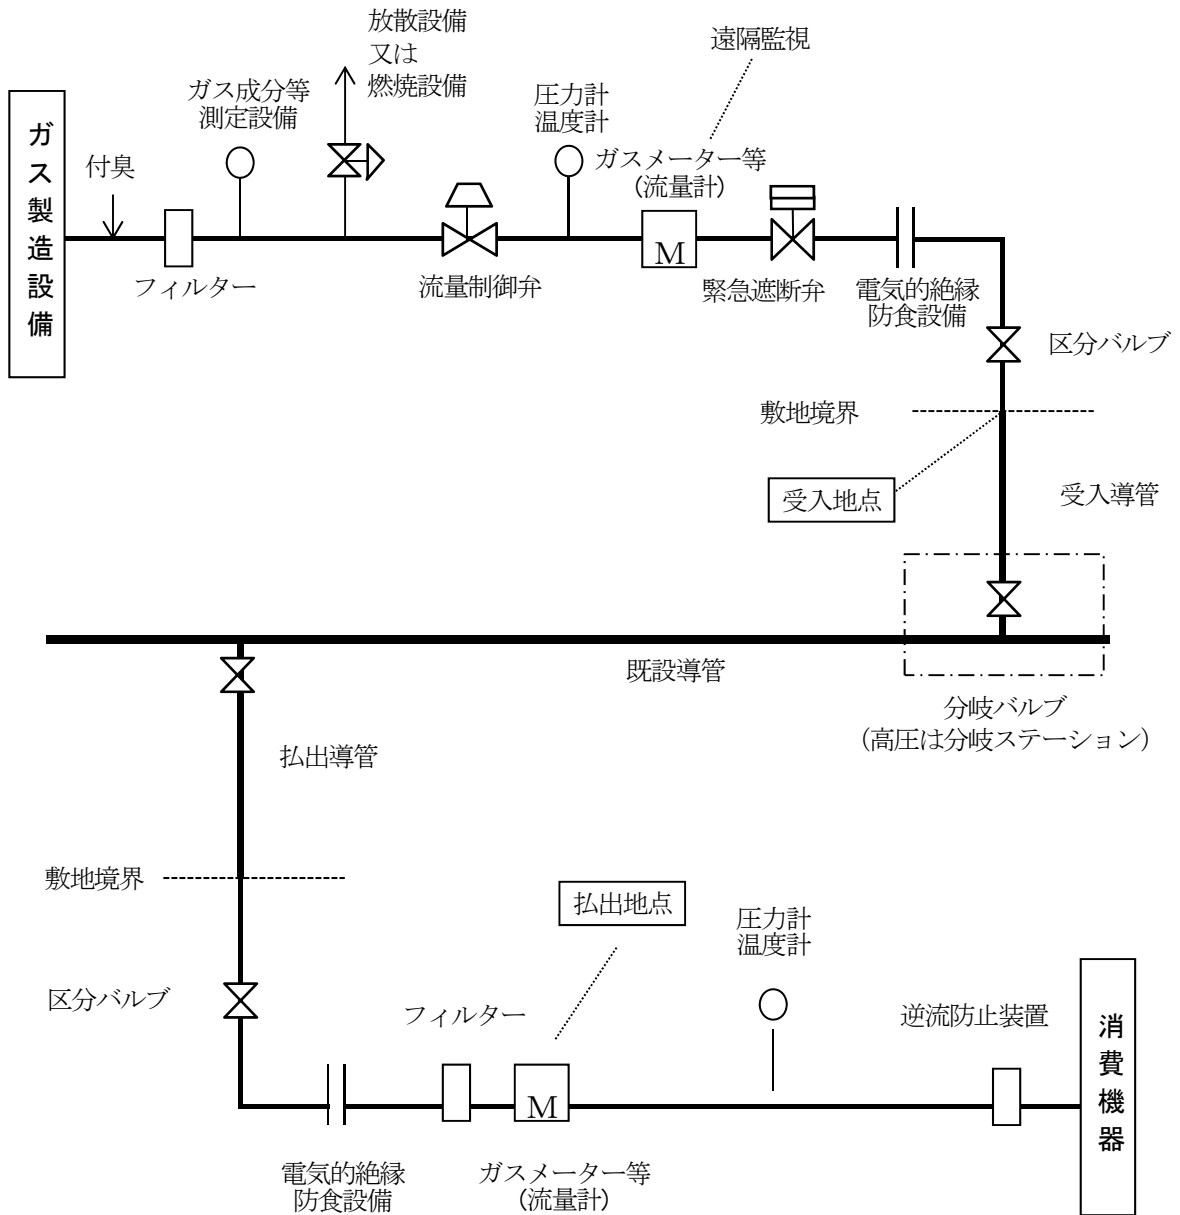 放散設備
又は
燃焼設備
遠隔監視
ガス成分等
測定設備
圧力計
温度計
ガス製造設備
付臭
ガスメーター等
(流量計)
M
フィルター
流量制御弁
緊急遮断弁
電気的絶縁
防食設備
区分バルブ
敷地境界
受入地点
受入導管
既設導管
分岐バルブ
(高圧は分岐ステーション)
払出導管
敷地境界
払出地点
圧力計
温度計
区分バルブ
フィルター
逆流防止装置
消費機器
M
電気的絶縁
防食設備
ガスメーター等
(流量計)